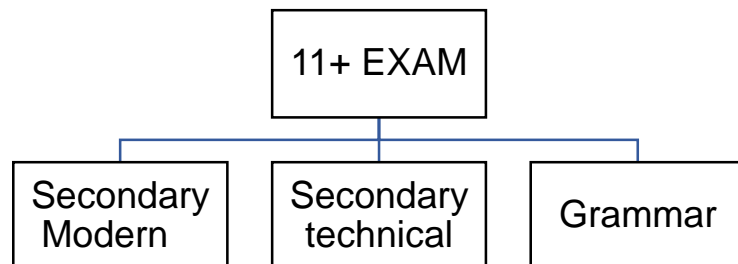 11+ EXAM
Secondary
Modern
Secondary
technical
Grammar